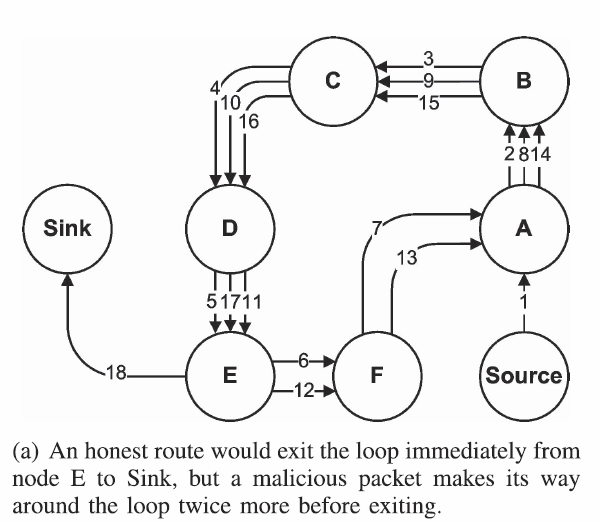 3
C
9
B
15
4
10
16
2 8 14
Sink
D
7
A
13
5 17 11
1
6
18
E
F
Source
12
(a) An honest route would exit the loop immediately from
node E to Sink, but a malicious packet makes its way
around the loop twice more before exiting.